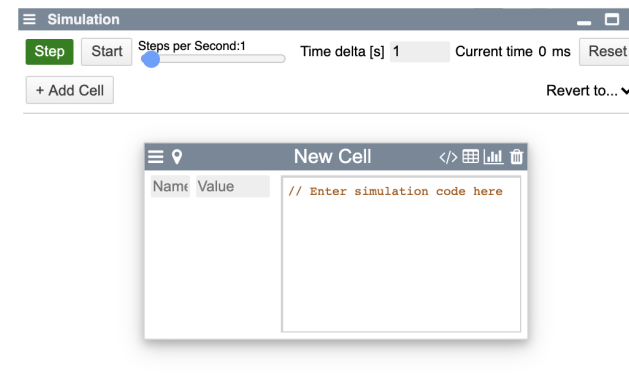 Simulation
Step Start Steps per Second:1 Time delta [s] 1 Current time 0 ms Reset
+ Add Cell Revert to...
New Cell </>
Name Value // Enter simulation code here